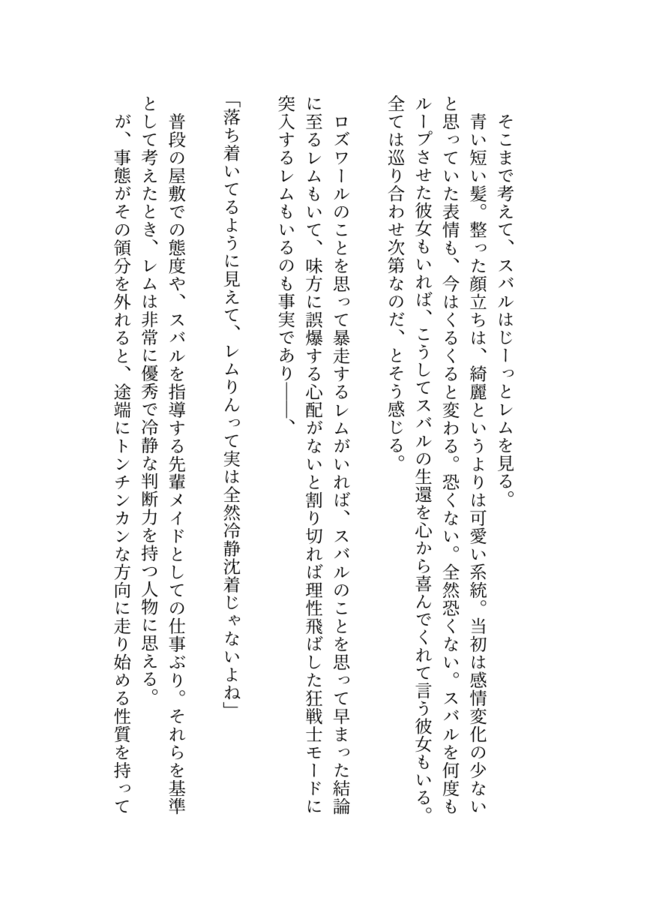 そこまで考えて、スバルはじーっとレムを見る。
青い短い髪。整った顔立ちは、綺麗というよりは可愛い系統。当初は感情変化の少ない
と思っていた表情も、今はくるくると変わる。恐くない。全然恐くない。スバルを何度も
ループさせた彼女もいれば、こうしてスバルの生還を心から喜んでくれて言う彼女もいる。
全ては巡り合わせ次第なのだ、とそう感じる。
ロズワールのことを思って暴走するレムがいれば、スバルのことを思って早まった結論
に至るレムもいて、味方に誤爆する心配がないと割り切れば理性飛ばした狂戦士モードに
突入するレムもいるのも事実であり――、
「落ち着いてるように見えて、レムりんって実は全然冷静沈着じゃないよね」
普段の屋敷での態度や、スバルを指導する先輩メイドとしての仕事ぶり。それらを基準
として考えたとき、レムは非常に優秀で冷静な判断力を持つ人物に思える。
が、事態がその領分を外れると、途端にトンチンカンな方向に走り始める性質を持って